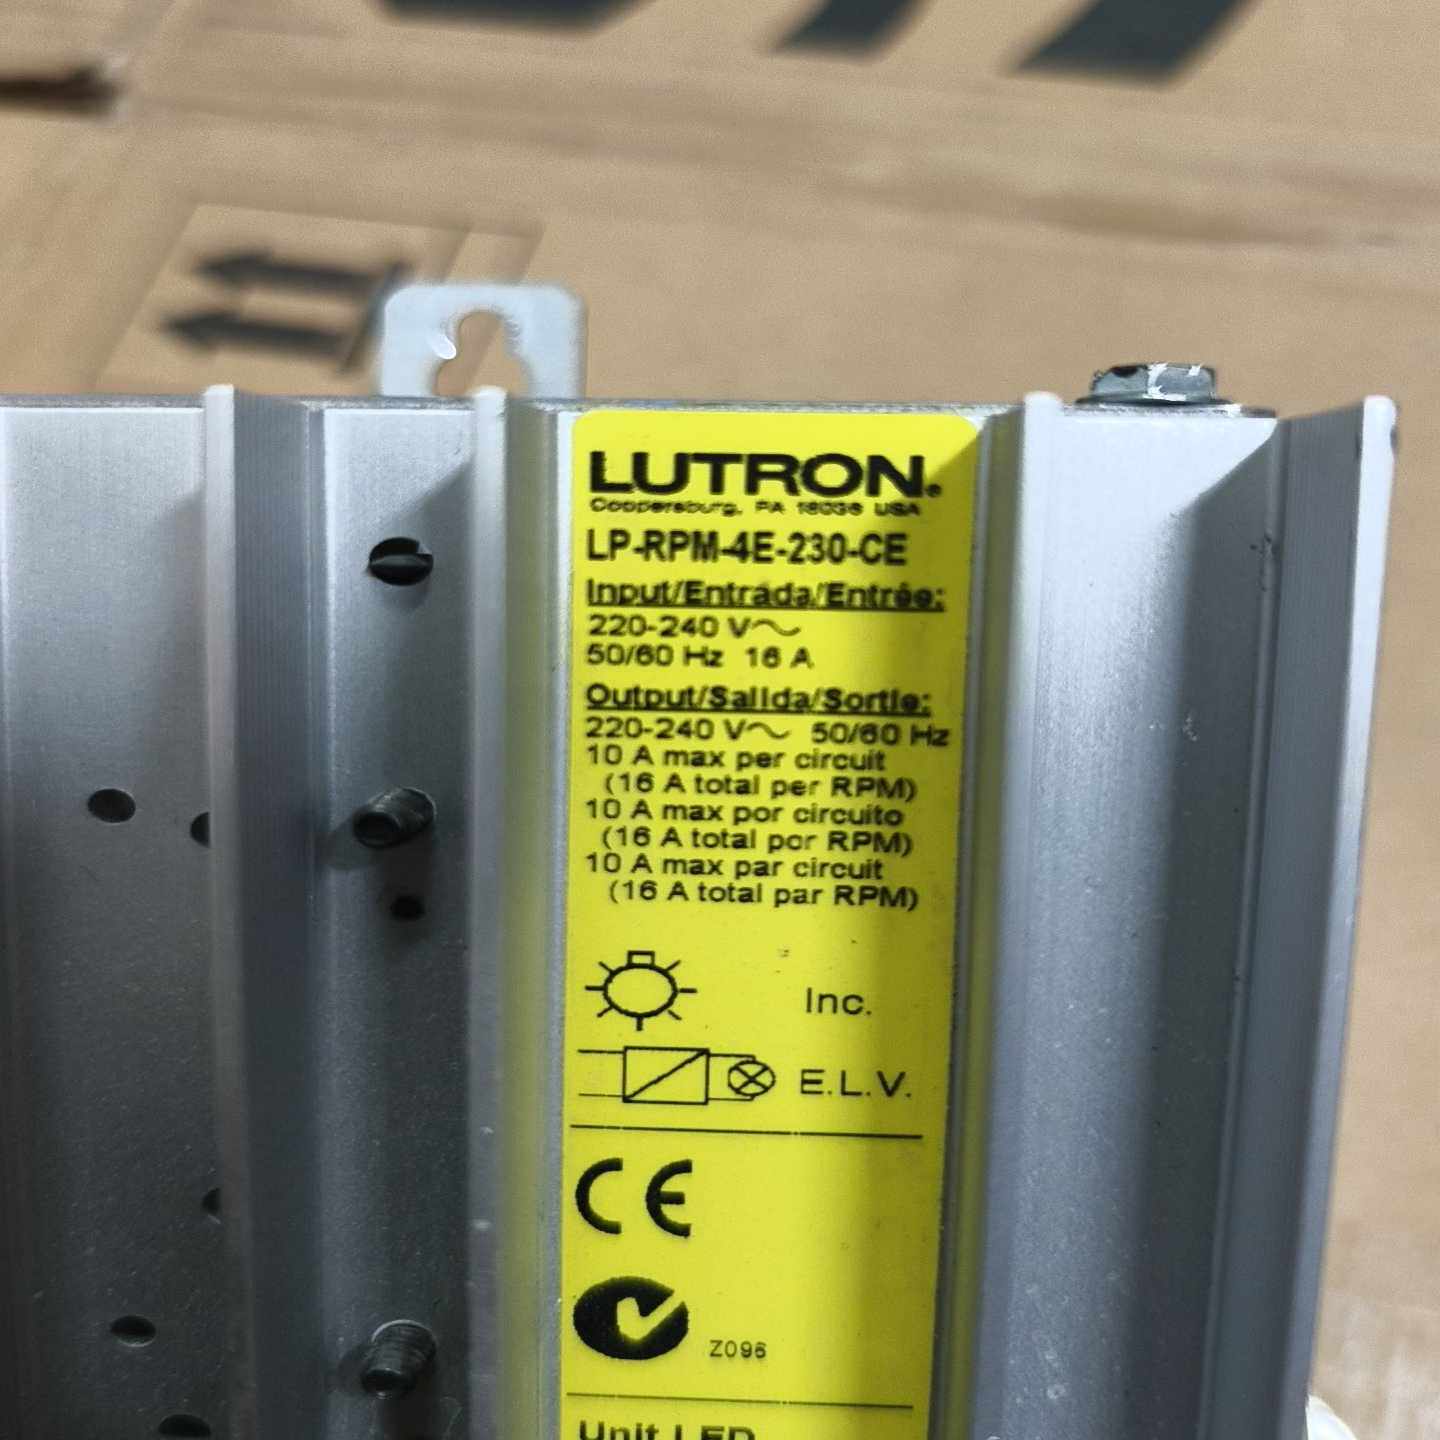 LUTRON.
Coopersburg, PA 18036 USA
LP-RPM-4E-230-CE
Input/Entrada/Entrée:
220-240 V~
50/60 Hz 16 A
Output/Salida/Sortie:
220-240 V~ 50/60 Hz
10 A max per circuit
(16 A total per RPM)
10 A max por circuito
(16 A total por RPM)
10 A max par circuit
(16 A total par RPM)
Inc.
E.L.V.
CE
Z096
Unit LED